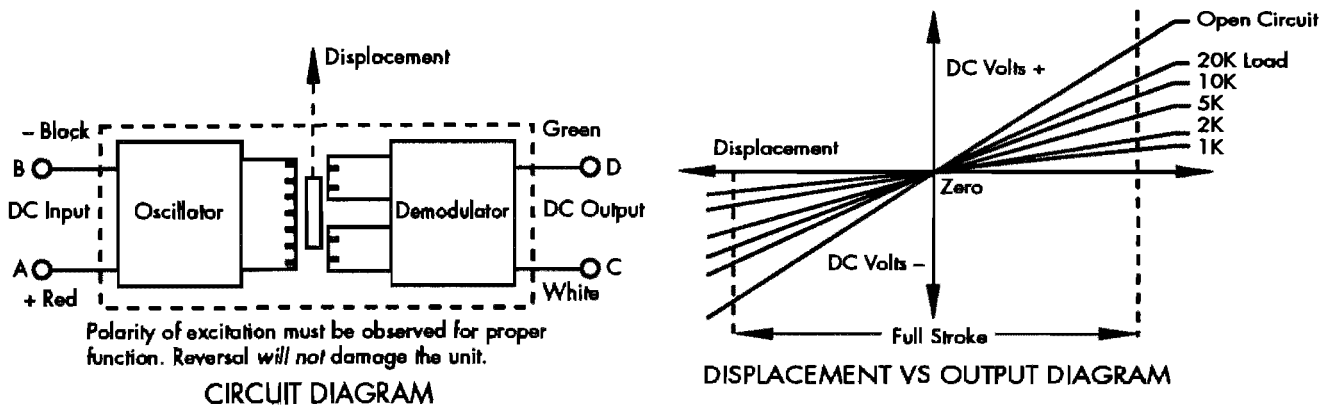 Displacement
– Black
Green
B
D
DC Input
Oscillator
Demodulator
DC Output
A
C
+ Red
White
Polarity of excitation must be observed for proper
function. Reversal will not damage the unit.
CIRCUIT DIAGRAM
Open Circuit
DC Volts +
20K Load
10K
5K
2K
1K
Displacement
Zero
DC Volts –
Full Stroke
DISPLACEMENT VS OUTPUT DIAGRAM